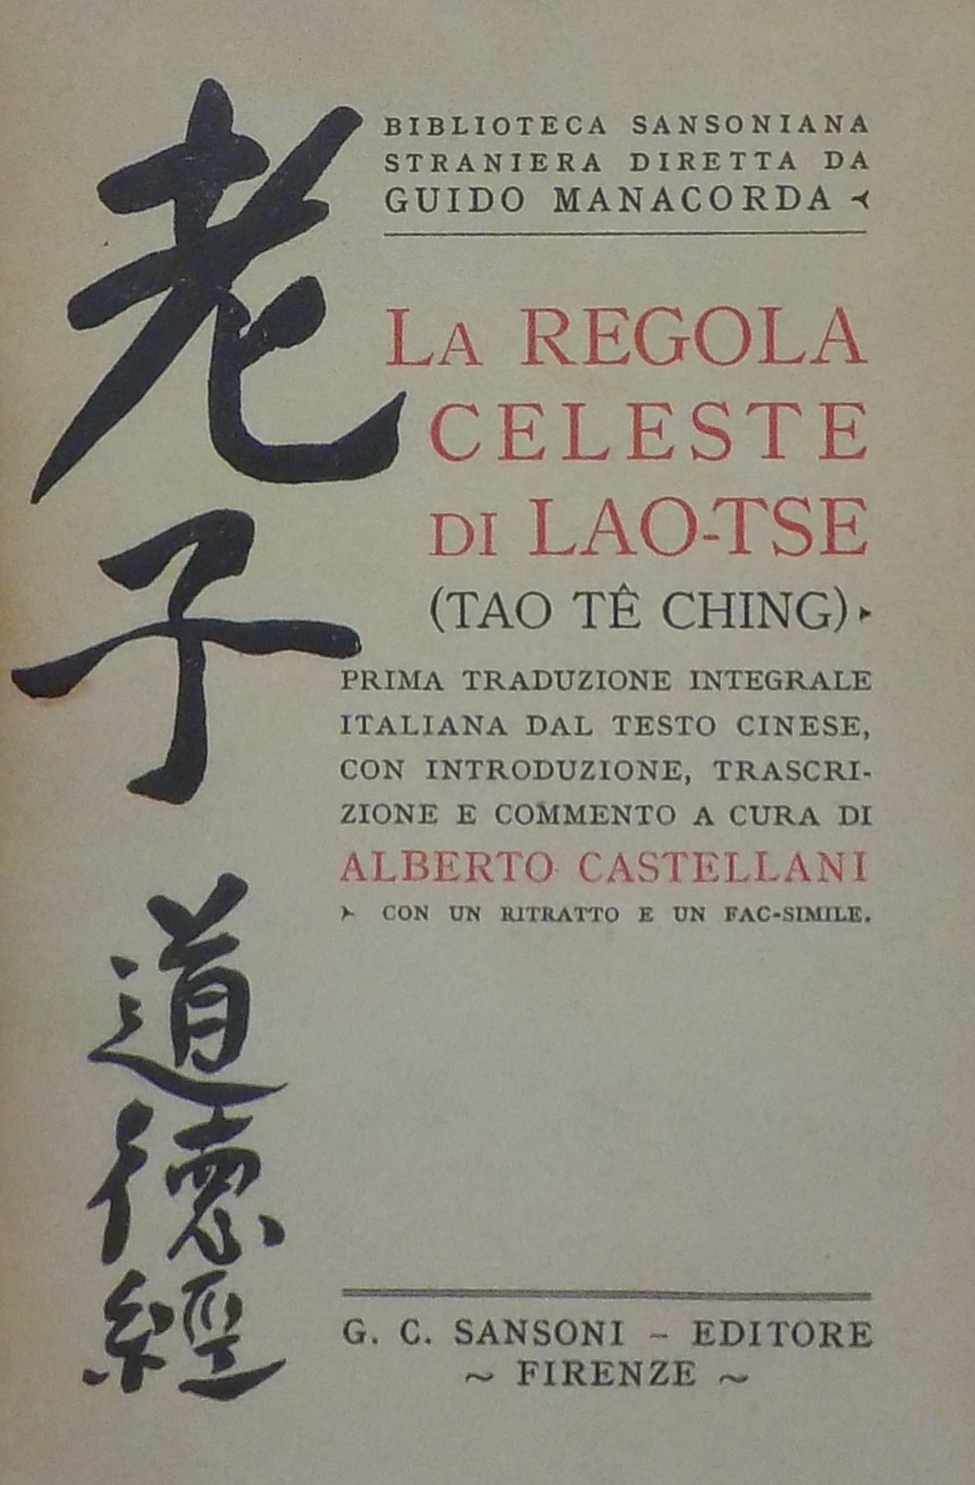 老子
道德經
BIBLIOTECA SANSONIANA
STRANIERA DIRETTA DA
GUIDO MANACORDA
LA REGOLA
CELESTE
DI LAO-TSE
(TAO TÊ CHING)
PRIMA TRADUZIONE INTEGRALE
ITALIANA DAL TESTO CINESE,
CON INTRODUZIONE, TRASCRI-
ZIONE E COMMENTO A CURA DI
ALBERTO CASTELLANI
CON UN RITRATTO E UN FAC-SIMILE.
G. C. SANSONI – EDITORE
~ FIRENZE ~